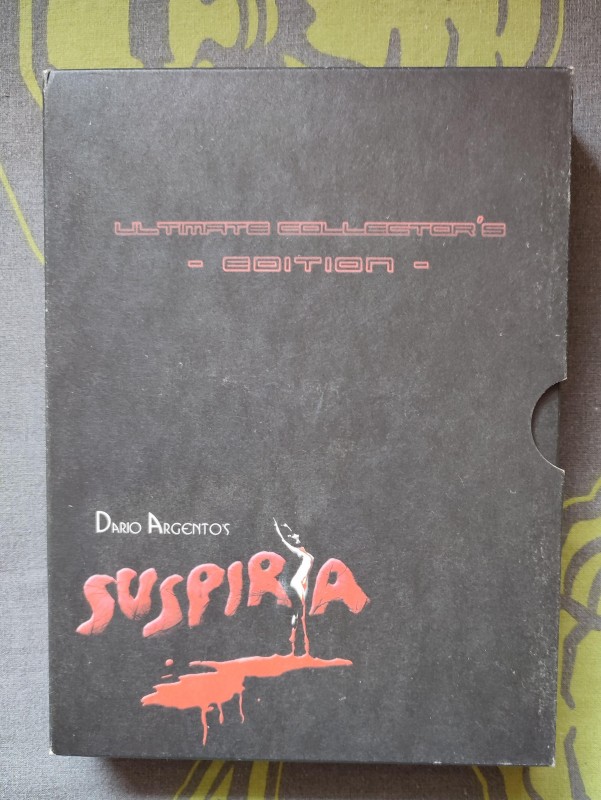 ULTIMATE COLLECTOR'S
- EDITION -
DARIO ARGENTO'S
SUSPIRIA